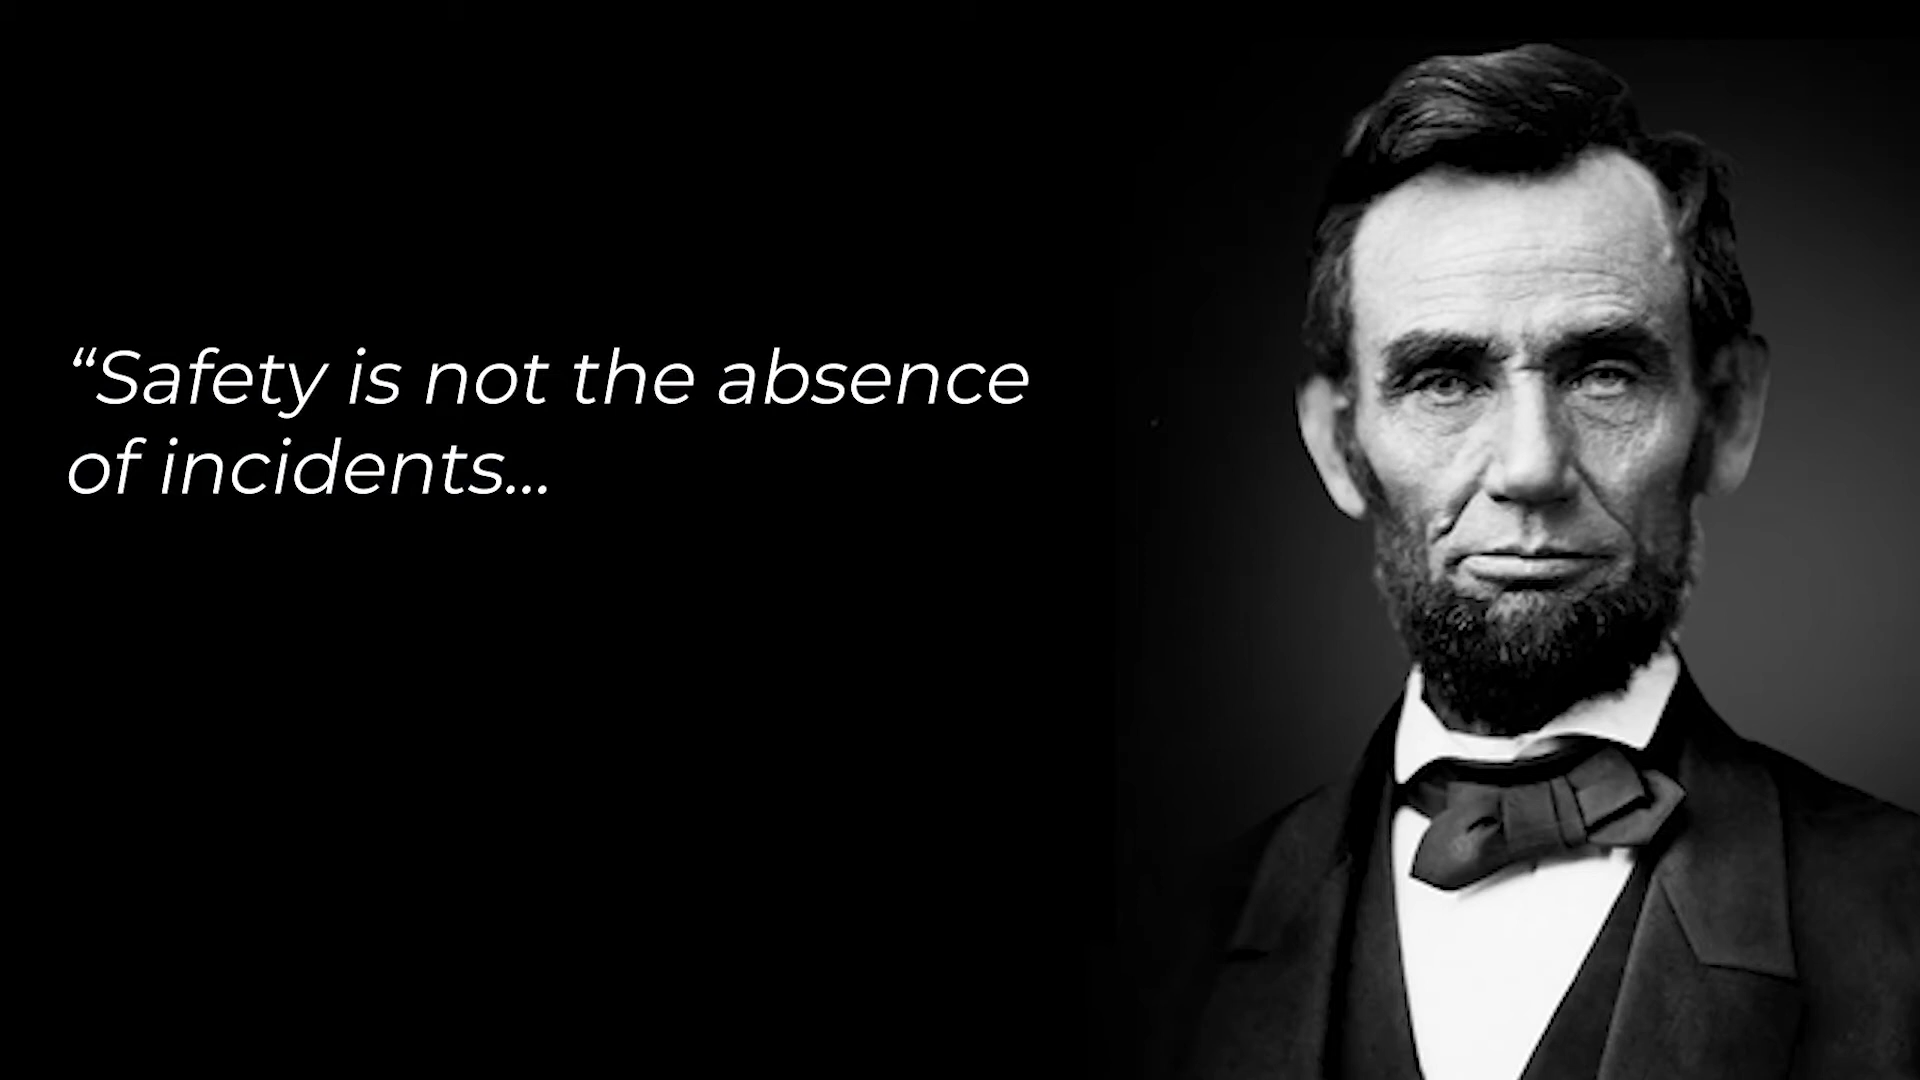 “Safety is not the absence
of incidents...